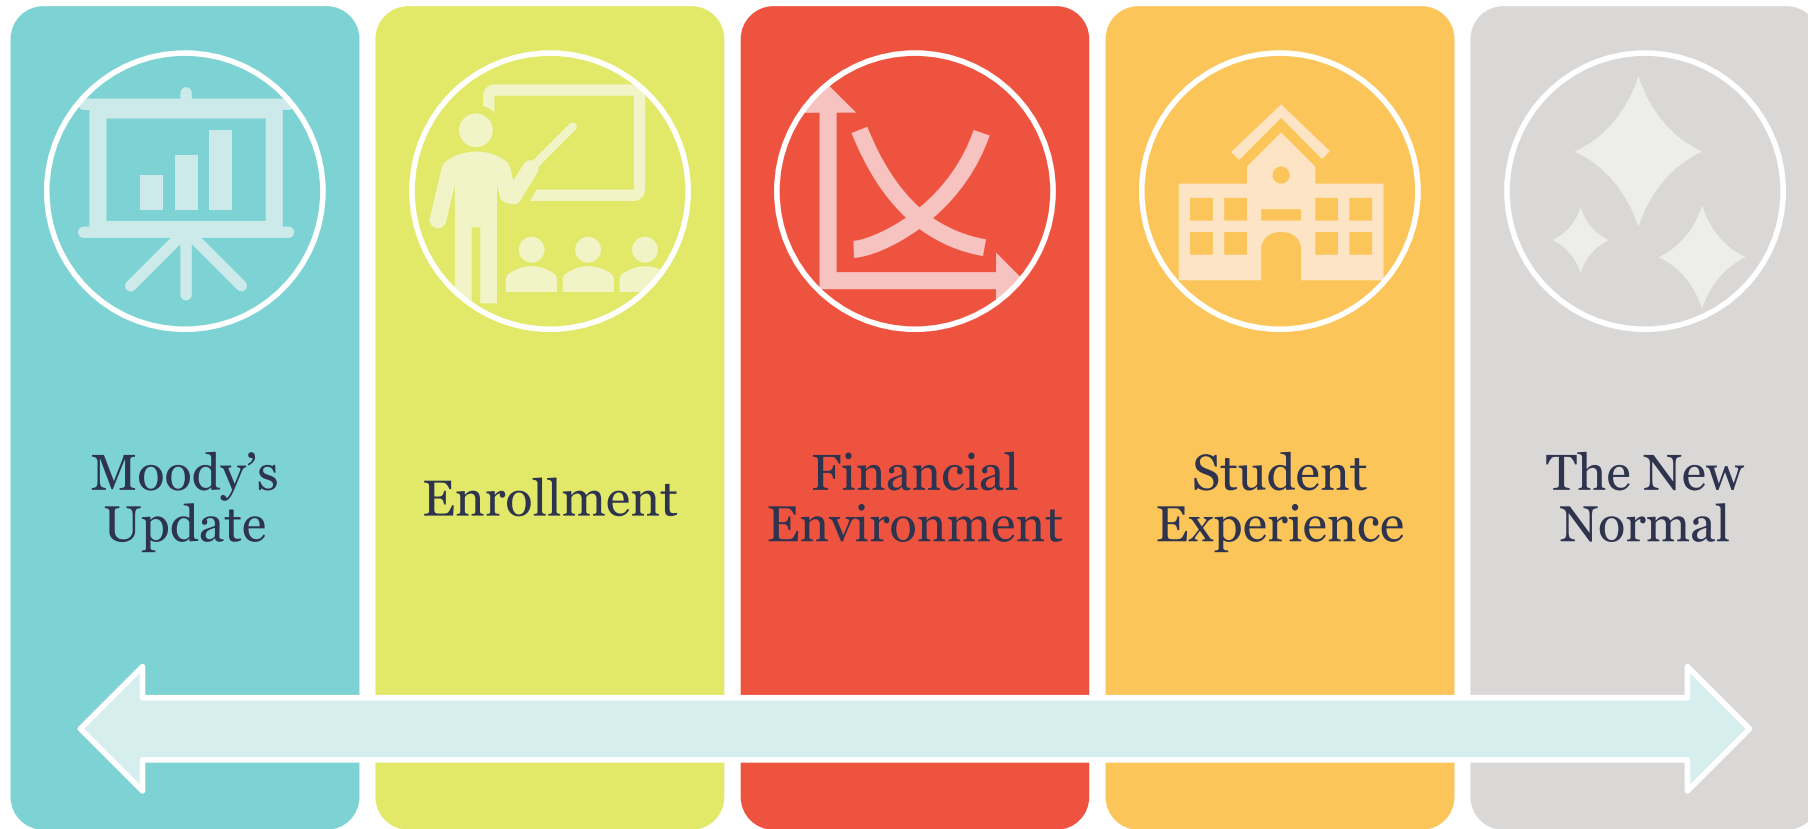 Moody’s
Update
Enrollment
Financial
Environment
Student
Experience
The New
Normal